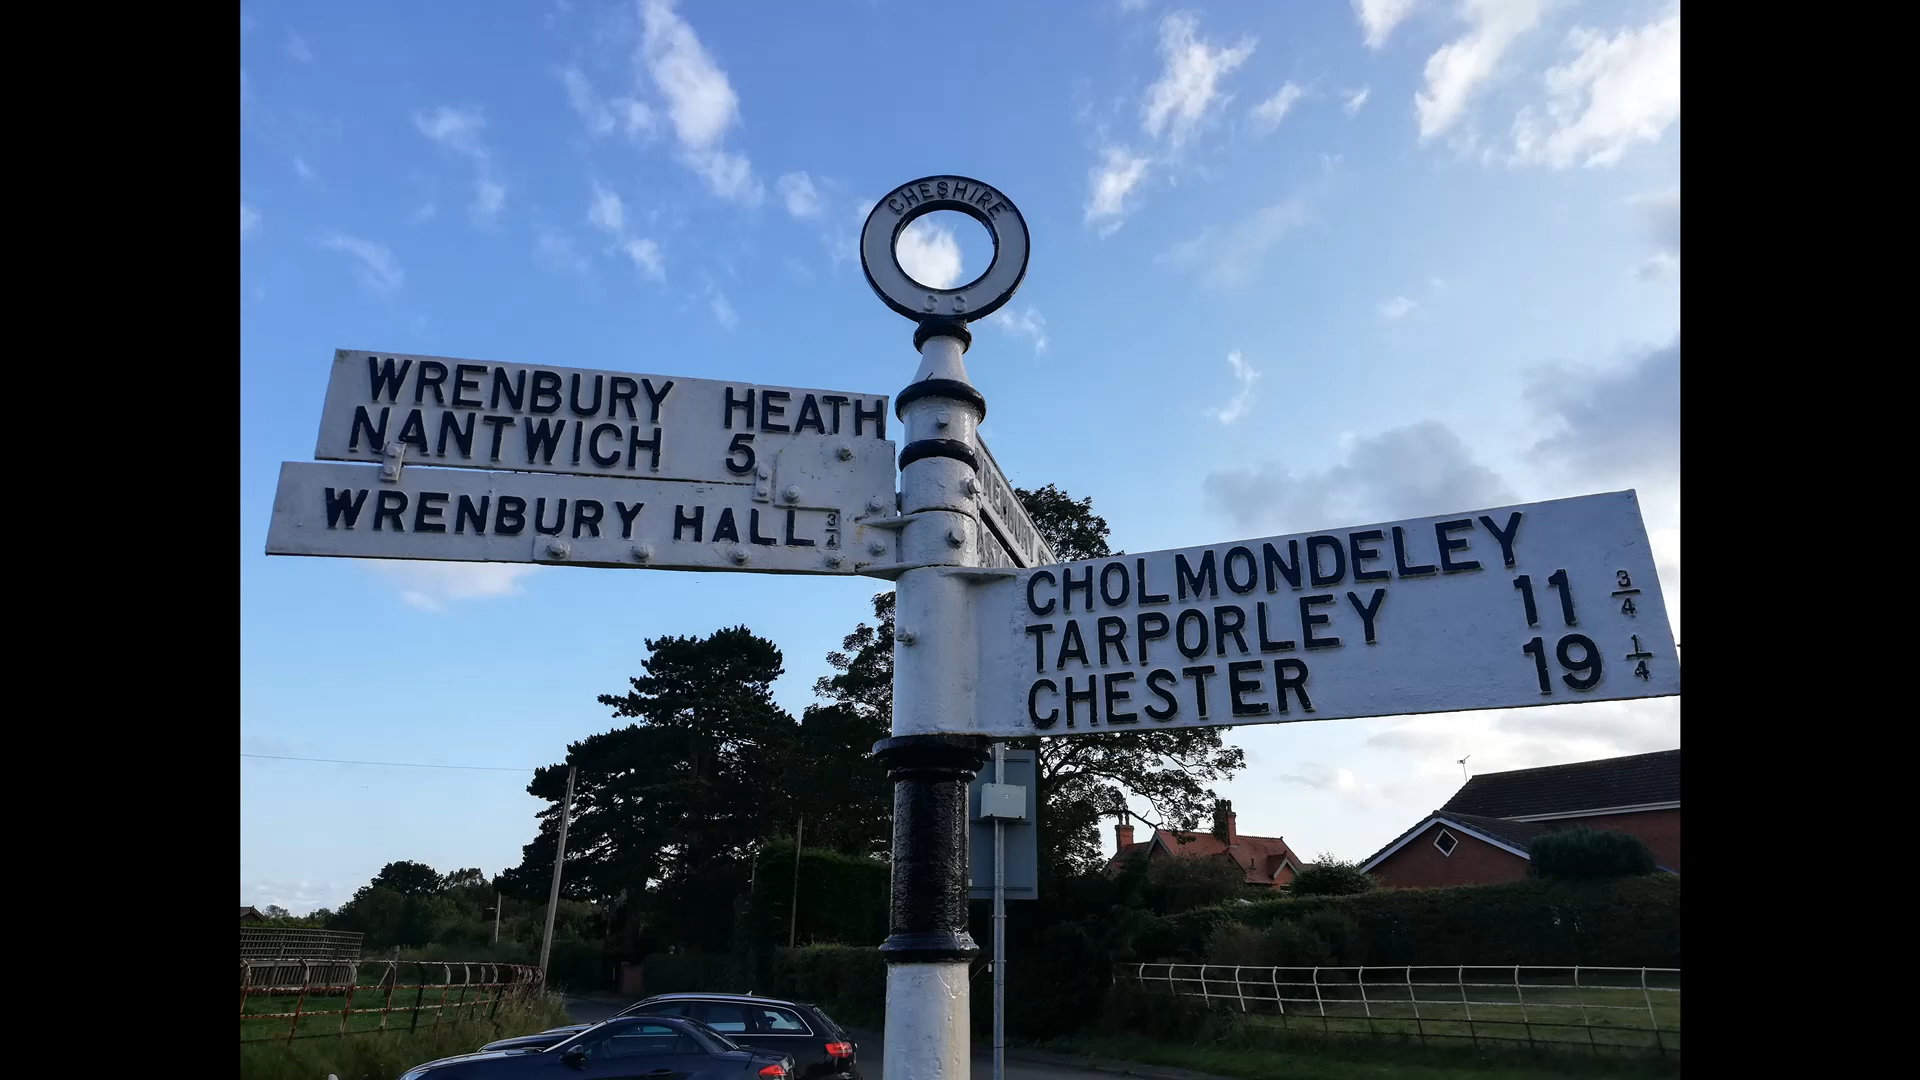 CHESHIRE
CC
WRENBURY HEATH
NANTWICH 5
WRENBURY HALL 3/4
CHOLMONDELEY
TARPORLEY 11 3/4
CHESTER 19 1/4